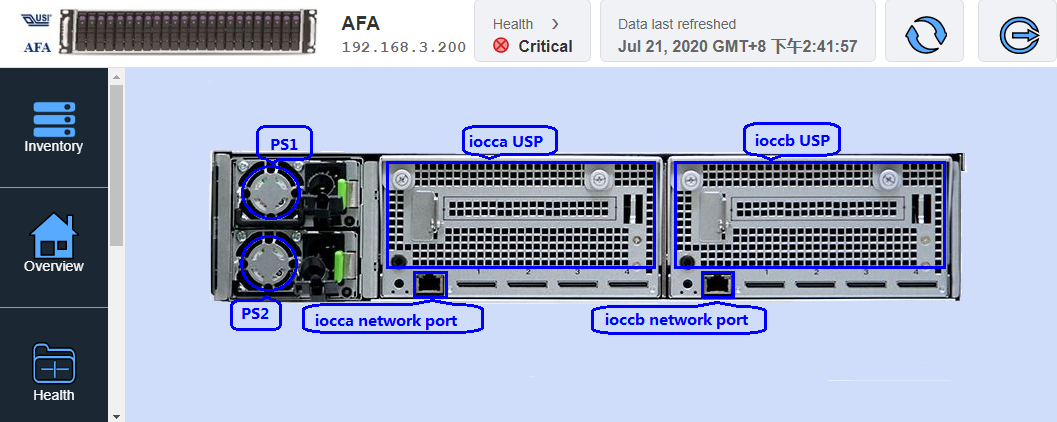 USI
AFA
AFA
192.168.3.200
Health
Critical
Data last refreshed
Jul 21, 2020 GMT+8 下午2:41:57
Inventory
Overview
Health
PS1
iocca USP
ioccb USP
1 2 3 4
1 2 3 4
PS2
iocca network port
ioccb network port